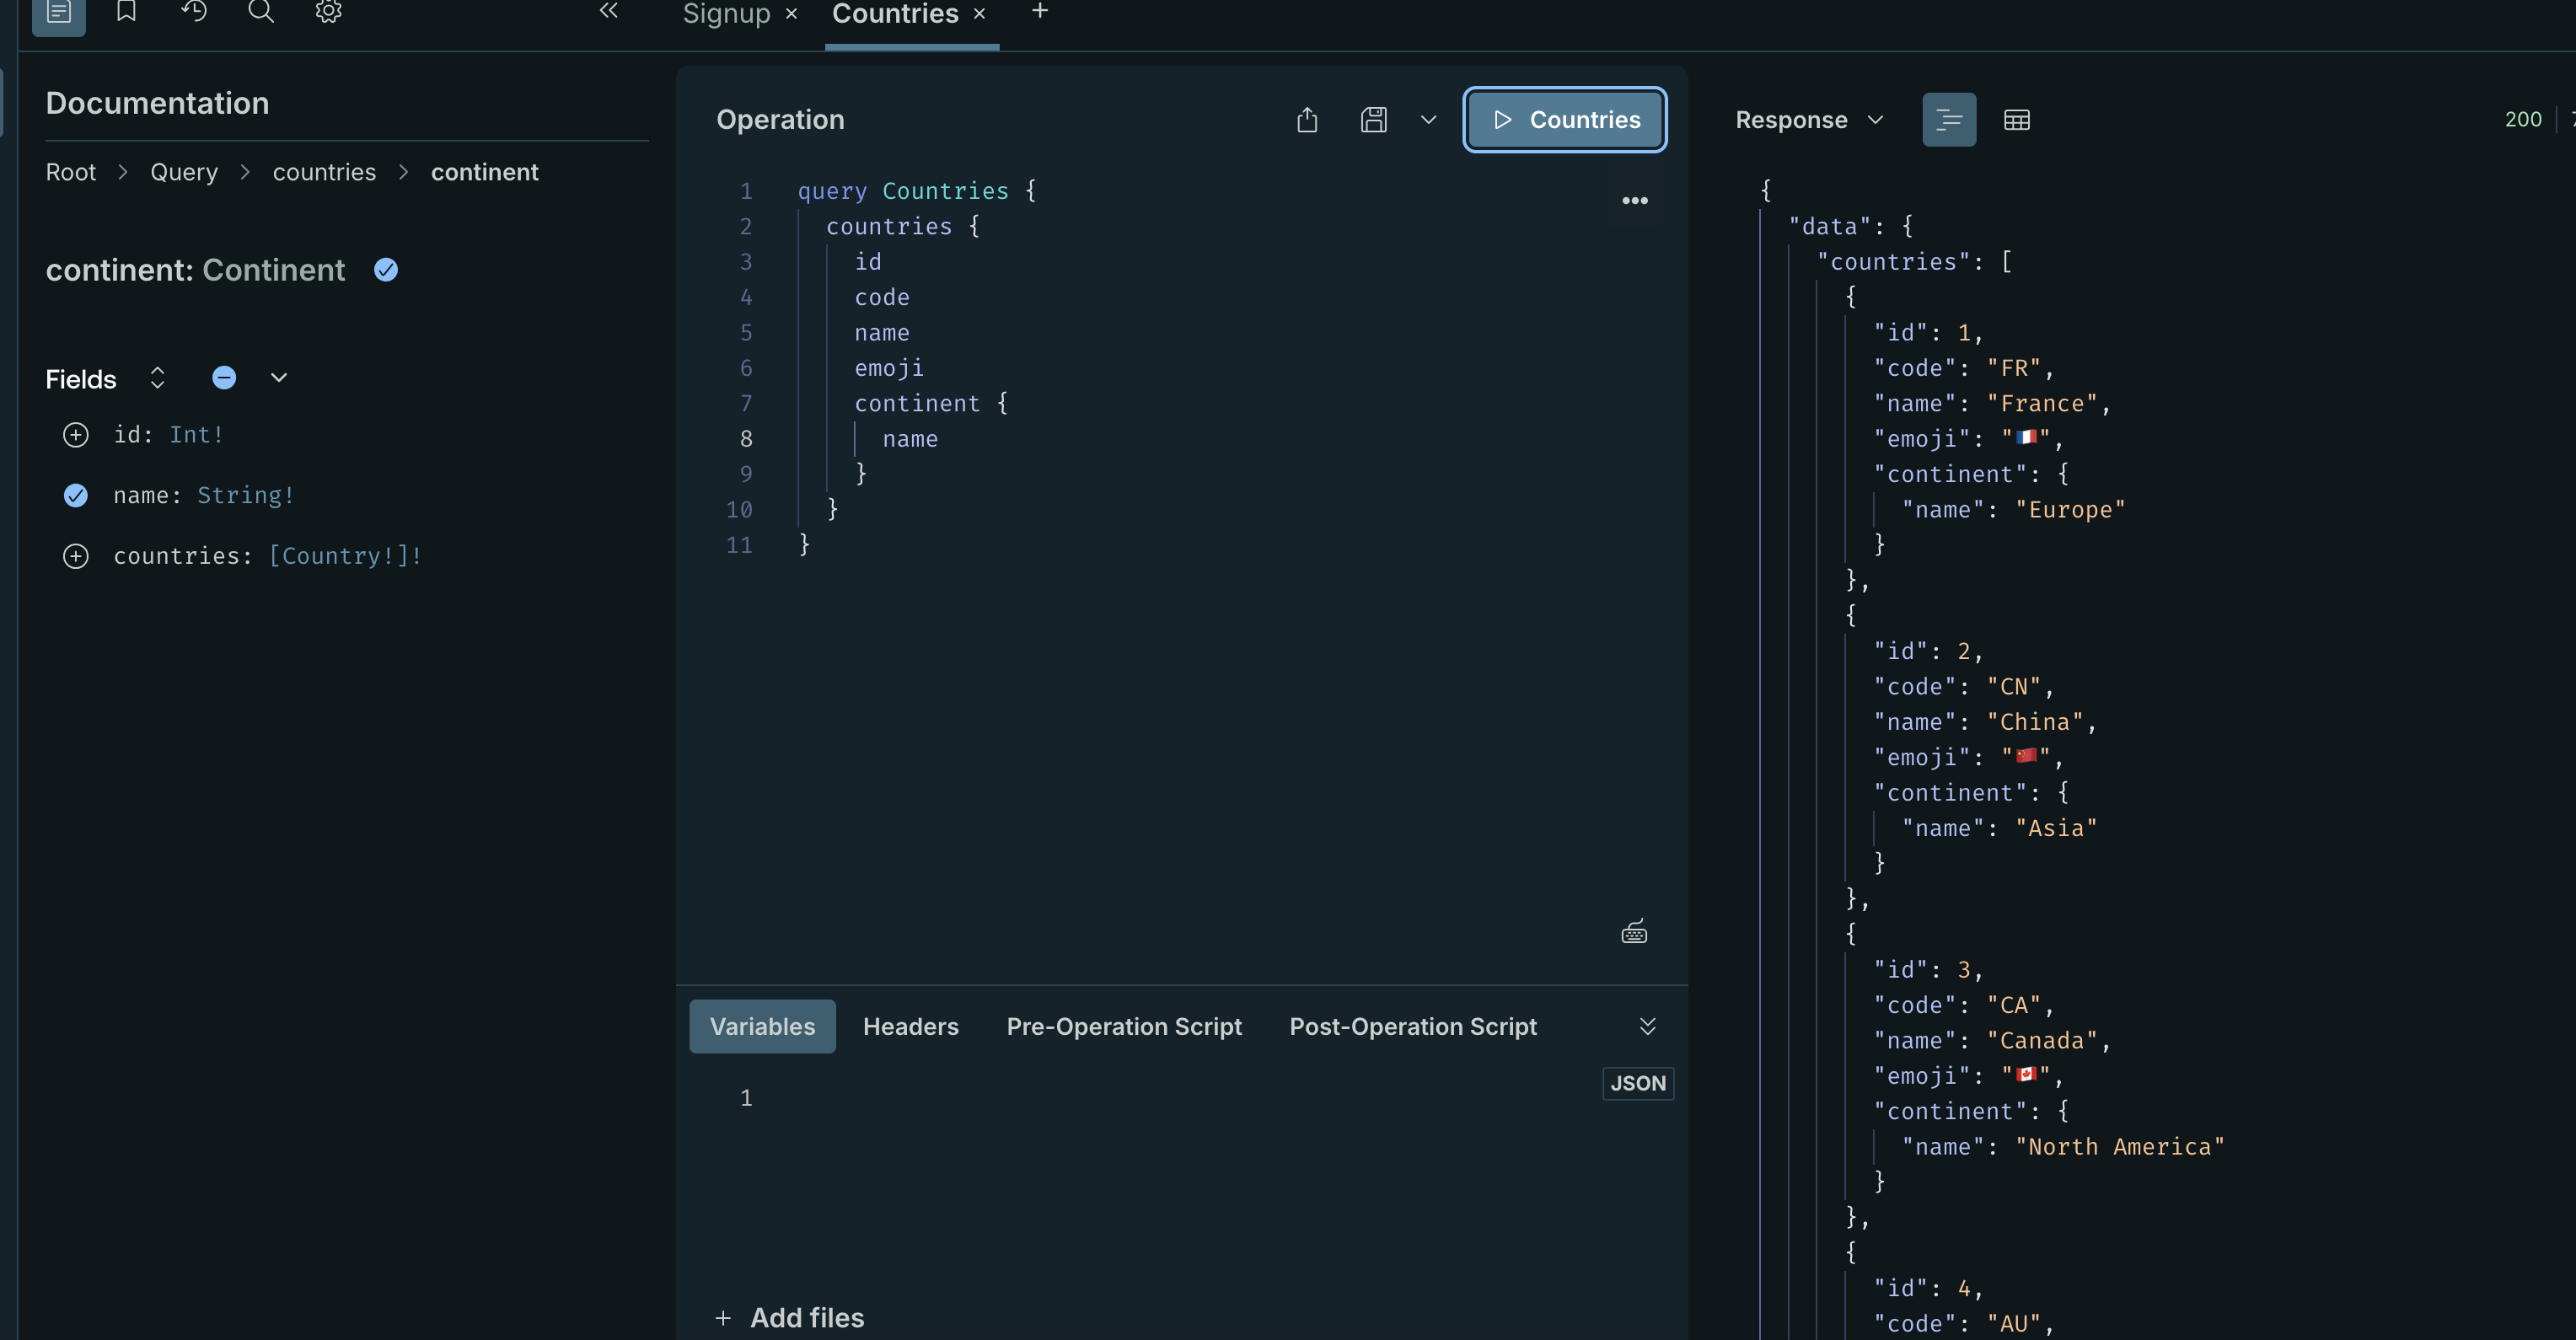 Signup
Countries
Documentation
Root > Query > countries > continent
continent: Continent
Fields
id: Int!
name: String!
countries: [Country!]!
Operation
Countries
1 query Countries {
2 countries {
3 id
4 code
5 name
6 emoji
7 continent {
8 name
9 }
10 }
11 }
Variables Headers Pre-Operation Script Post-Operation Script
JSON
1
+ Add files
Response
200
{
"data": {
"countries": [
{
"id": 1,
"code": "FR",
"name": "France",
"emoji": "🇫🇷",
"continent": {
"name": "Europe"
}
},
{
"id": 2,
"code": "CN",
"name": "China",
"emoji": "🇨🇳",
"continent": {
"name": "Asia"
}
},
{
"id": 3,
"code": "CA",
"name": "Canada",
"emoji": "🇨🇦",
"continent": {
"name": "North America"
}
},
{
"id": 4,
"code": "AU",